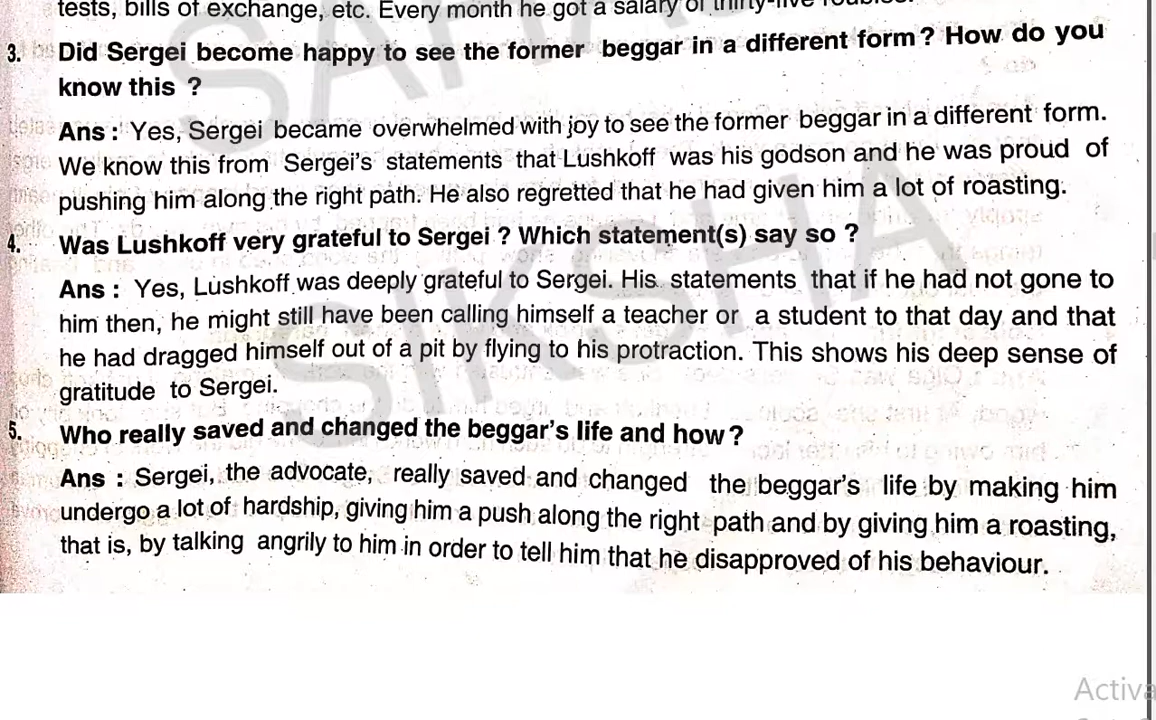 tests, bills of exchange, etc. Every month he got a salary of thirty-five roubles.
3. Did Sergei become happy to see the former beggar in a different form? How do you
know this ?
Ans : Yes, Sergei became overwhelmed with joy to see the former beggar in a different form.
We know this from Sergei's statements that Lushkoff was his godson and he was proud of
pushing him along the right path. He also regretted that he had given him a lot of roasting.
4. Was Lushkoff very grateful to Sergei ? Which statement(s) say so ?
Ans : Yes, Lushkoff was deeply grateful to Sergei. His statements that if he had not gone to
him then, he might still have been calling himself a teacher or a student to that day and that
he had dragged himself out of a pit by flying to his protraction. This shows his deep sense of
gratitude to Sergei.
5. Who really saved and changed the beggar's life and how?
Ans : Sergei, the advocate, really saved and changed the beggar's life by making him
undergo a lot of hardship, giving him a push along the right path and by giving him a roasting,
that is, by talking angrily to him in order to tell him that he disapproved of his behaviour.
SIKSHA
Activa